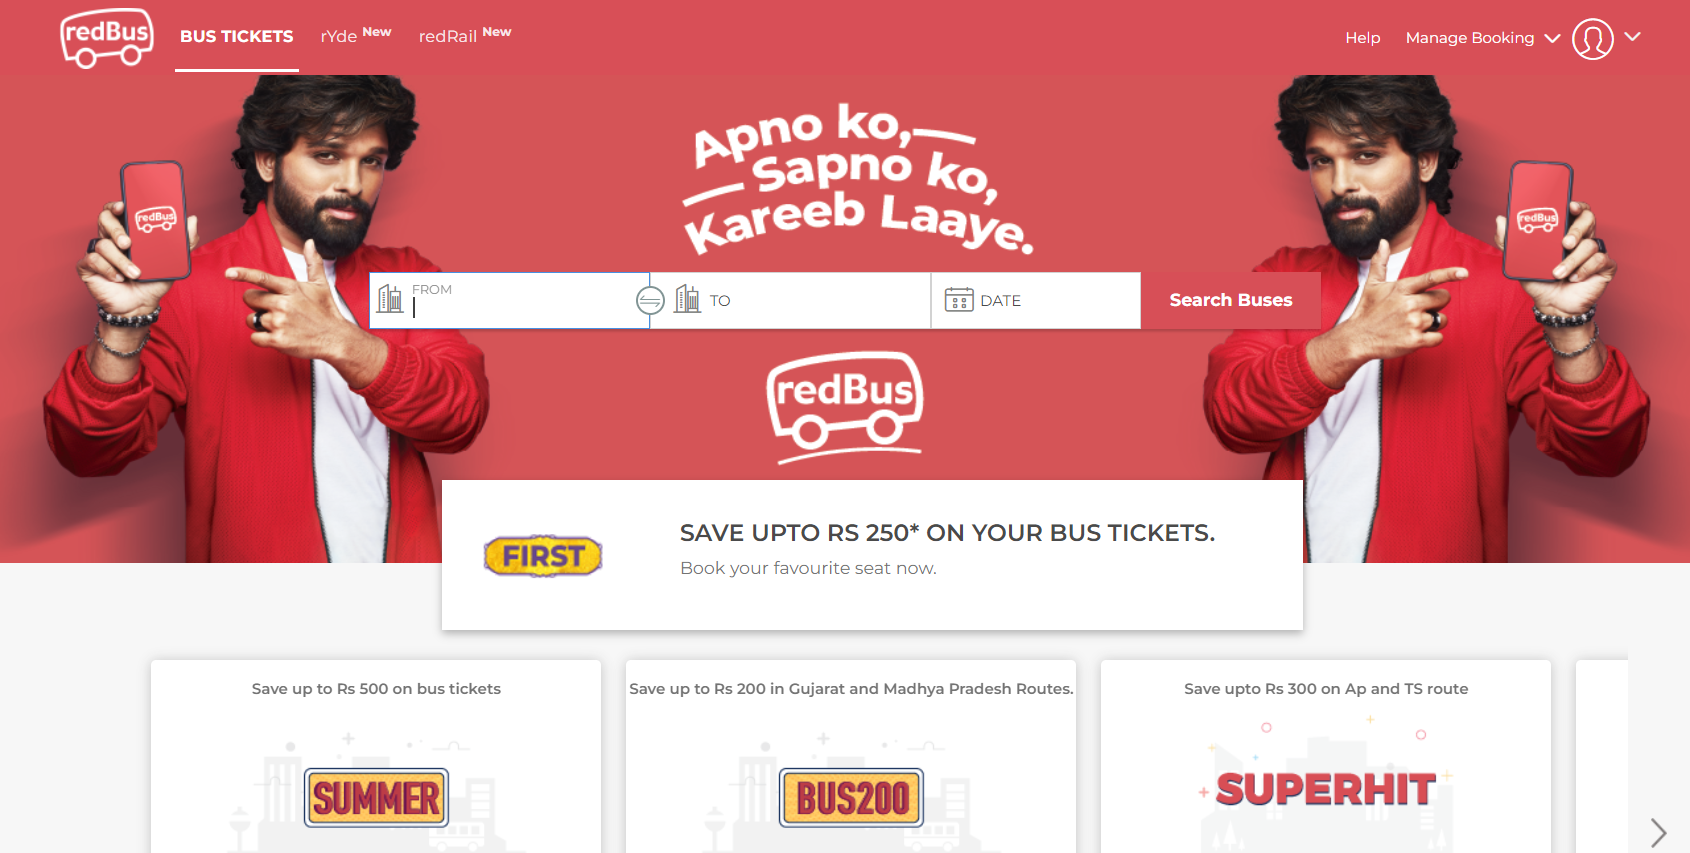 redBus
BUS TICKETS
rYde New
redRail New
Help
Manage Booking
Apno ko,
Sapno ko,
Kareeb Laaye.
redBus
redBus
FROM
TO
DATE
Search Buses
redBus
FIRST
SAVE UPTO RS 250* ON YOUR BUS TICKETS.
Book your favourite seat now.
Save up to Rs 500 on bus tickets
SUMMER
Save up to Rs 200 in Gujarat and Madhya Pradesh Routes.
BUS200
Save upto Rs 300 on Ap and TS route
SUPERHIT